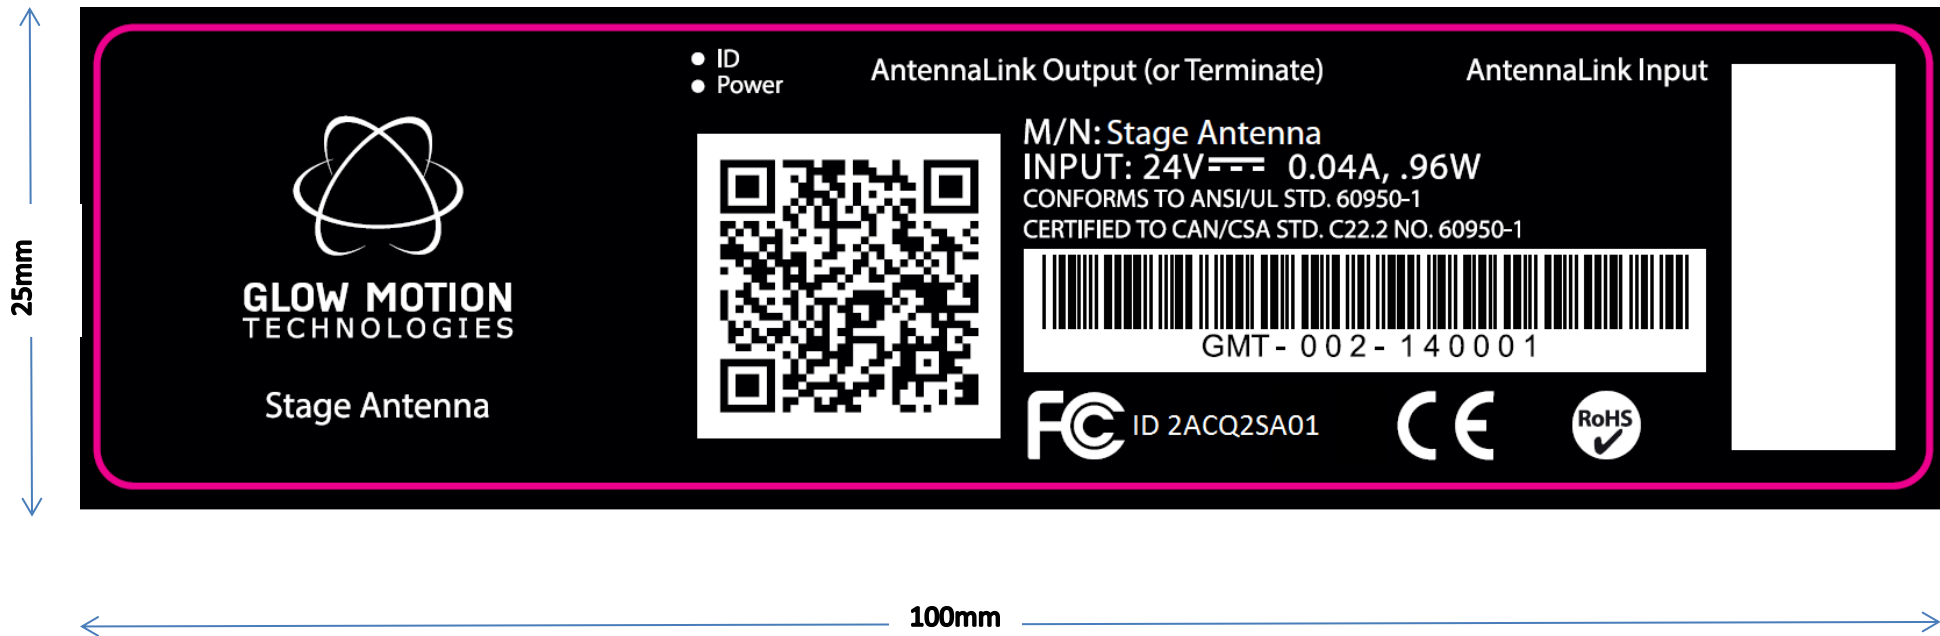 25mm
ID
Power
AntennaLink Output (or Terminate)
AntennaLink Input
GLOW MOTION
TECHNOLOGIES
Stage Antenna
M/N: Stage Antenna
INPUT: 24V 0.04A, .96W
CONFORMS TO ANSI/UL STD. 60950-1
CERTIFIED TO CAN/CSA STD. C22.2 NO. 60950-1
GMT-002-140001
FC ID 2ACQ2SA01
CE
RoHS
100mm